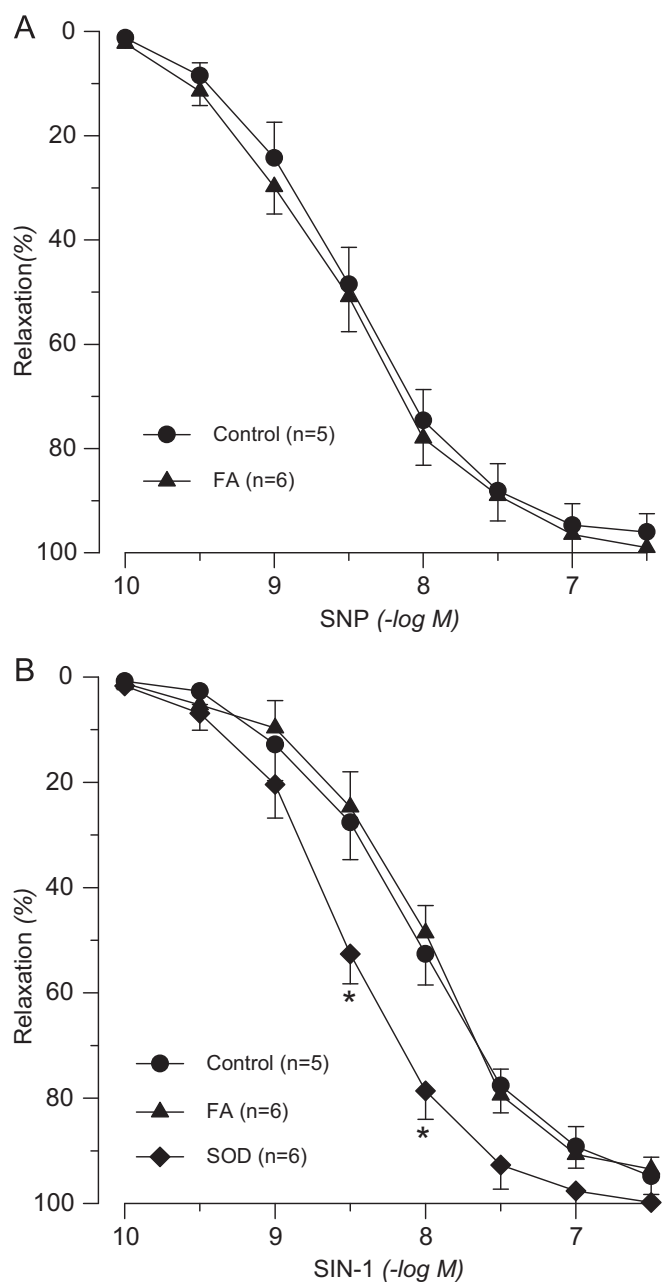 A
0
20
40
60
80
100
Relaxation(%)
Control (n=5)
FA (n=6)
10 9 8 7
SNP (-log M)
B
0
20
40
60
80
100
Relaxation (%)
*
*
Control (n=5)
FA (n=6)
SOD (n=6)
10 9 8 7
SIN-1 (-log M)